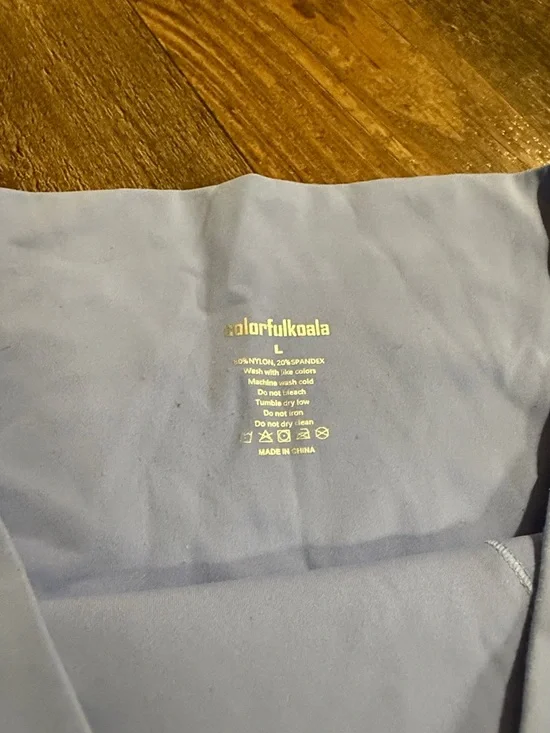 colorfulkoala
L
80% NYLON, 20% SPANDEX
Wash with like colors
Machine wash cold
Do not bleach
Tumble dry low
Do not iron
Do not dry clean
MADE IN CHINA